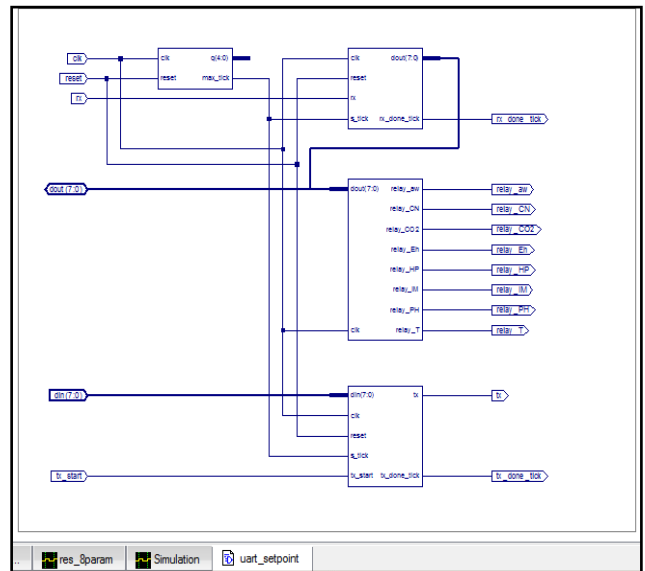 clk clk q(4:0) clk dout(7:0)
reset reset max_tick reset
rx rx
s_tick rx_done_tick rx_done_tick
dout (7:0) dout(7:0) relay_aw relay_aw
relay_CN relay_CN
relay_CO2 relay_CO2
relay_Eh relay_Eh
relay_HP relay_HP
relay_IM relay_IM
relay_PH relay_PH
clk relay_T relay_T
din (7:0) din(7:0) tx tx
clk
reset
s_tick
tx_start tx_start tx_done_tick tx_done_tick
.. res_8param Simulation uart_setpoint